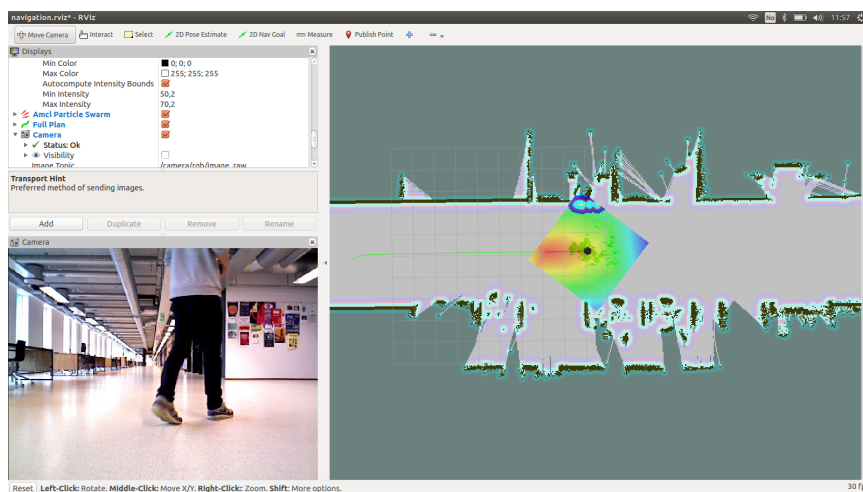 navigation.rviz* - RViz
No
11:57
Move Camera Interact Select 2D Pose Estimate 2D Nav Goal Measure Publish Point
Displays
Min Color 0; 0; 0
Max Color 255; 255; 255
Autocompute Intensity Bounds
Min Intensity 50,2
Max Intensity 70,2
Amcl Particle Swarm
Full Plan
Camera
Status: Ok
Visibility
Image Topic /camera/rgb/image_raw
Transport Hint
Preferred method of sending images.
Add Duplicate Remove Rename
Camera
Reset Left-Click: Rotate. Middle-Click: Move X/Y. Right-Click:: Zoom. Shift: More options.
30